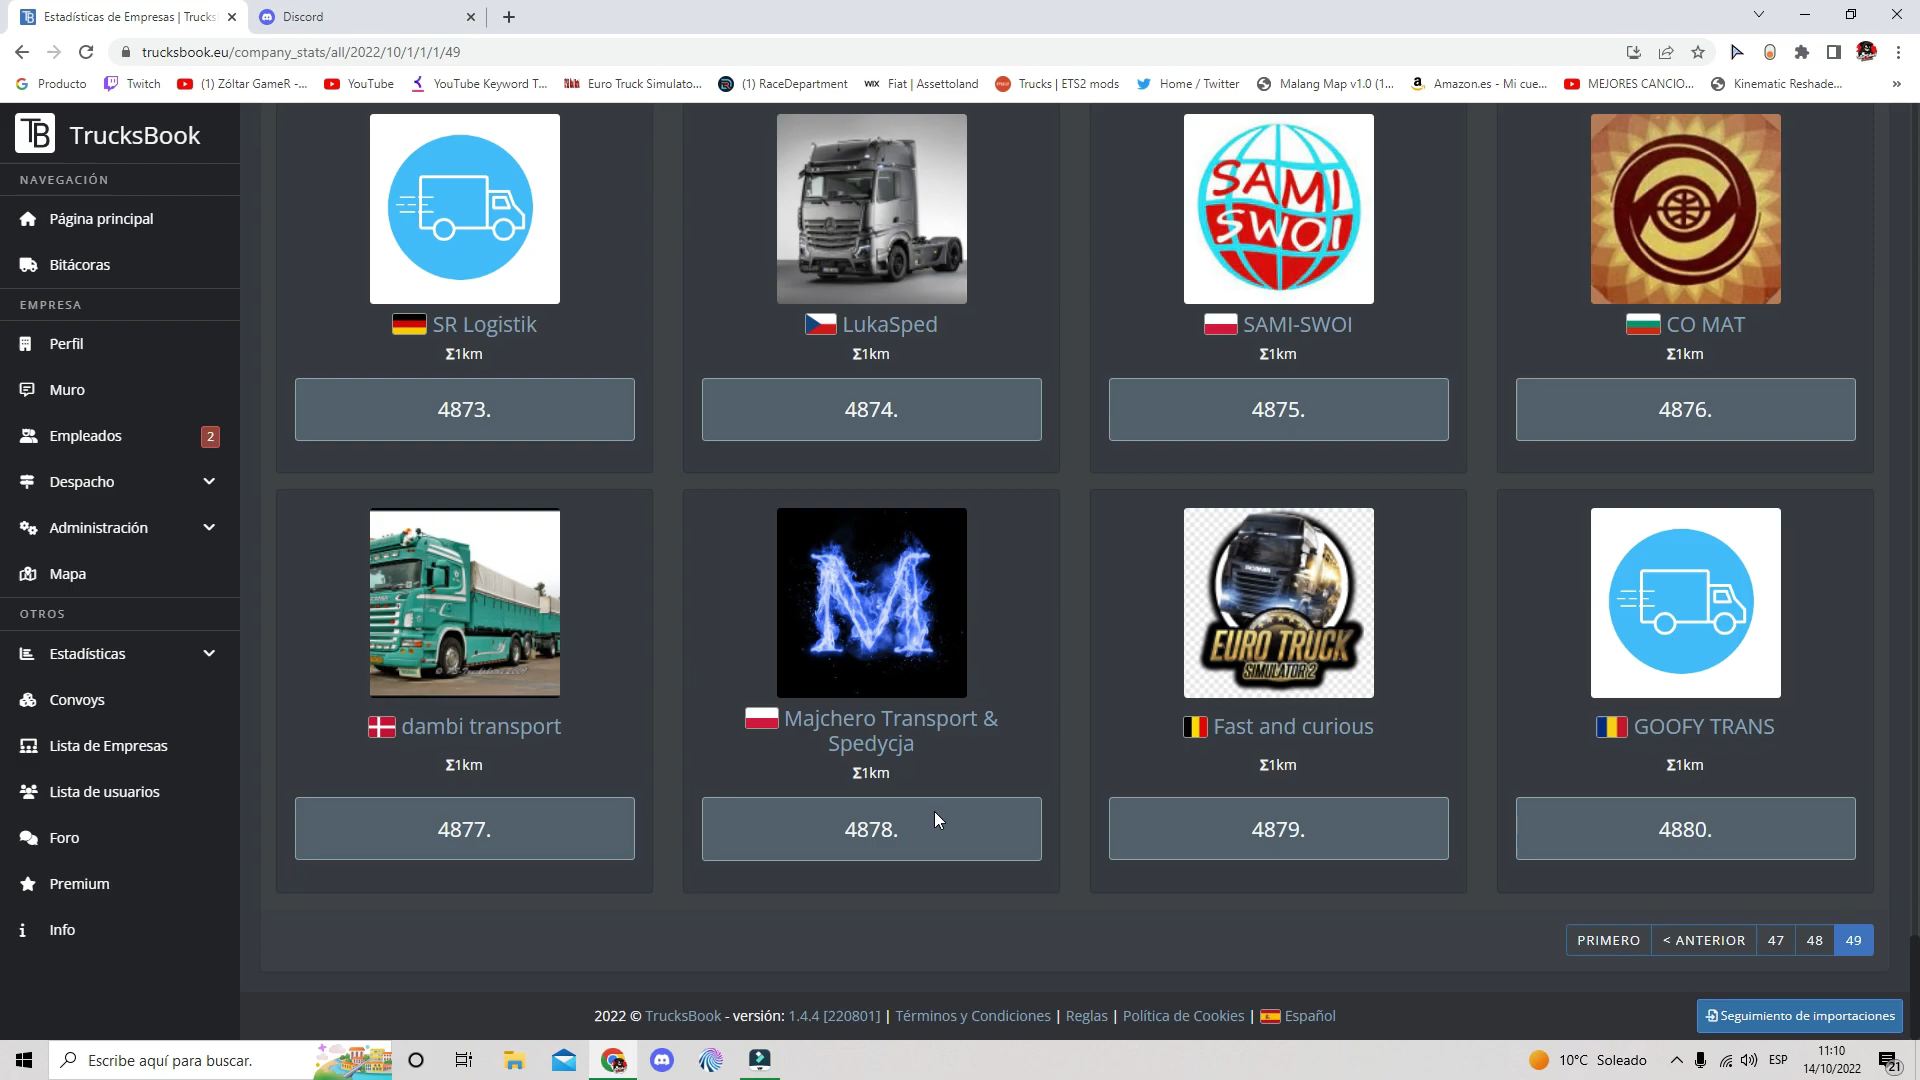 Estadísticas de Empresas | Trucks
Discord
trucksbook.eu/company_stats/all/2022/10/1/1/1/49
Producto
Twitch
(1) Zóltar GameR -...
YouTube
YouTube Keyword T...
Euro Truck Simulato...
(1) RaceDepartment
WIX
Fiat | Assettoland
Trucks | ETS2 mods
Home / Twitter
Malang Map v1.0 (1...
Amazon.es - Mi cue...
MEJORES CANCIO...
Kinematic Reshade...
»
TB TrucksBook
NAVEGACIÓN
Página principal
Bitácoras
EMPRESA
Perfil
Muro
Empleados 2
Despacho
Administración
Mapa
OTROS
Estadísticas
Convoys
Lista de Empresas
Lista de usuarios
Foro
Premium
Info
SR Logistik
Σ1km
4873.
LukaSped
Σ1km
4874.
SAMI
SWOI
SAMI-SWOI
Σ1km
4875.
CO MAT
Σ1km
4876.
dambi transport
Σ1km
4877.
M
Majchero Transport &
Spedycja
Σ1km
4878.
SCANIA
EURO TRUCK
SIMULATOR 2
Fast and curious
Σ1km
4879.
GOOFY TRANS
Σ1km
4880.
PRIMERO < ANTERIOR 47 48 49
2022 © TrucksBook - versión: 1.4.4 [220801] | Términos y Condiciones | Reglas | Política de Cookies | Español
Seguimiento de importaciones
Escribe aquí para buscar.
10°C Soleado
ESP
11:10
14/10/2022
21